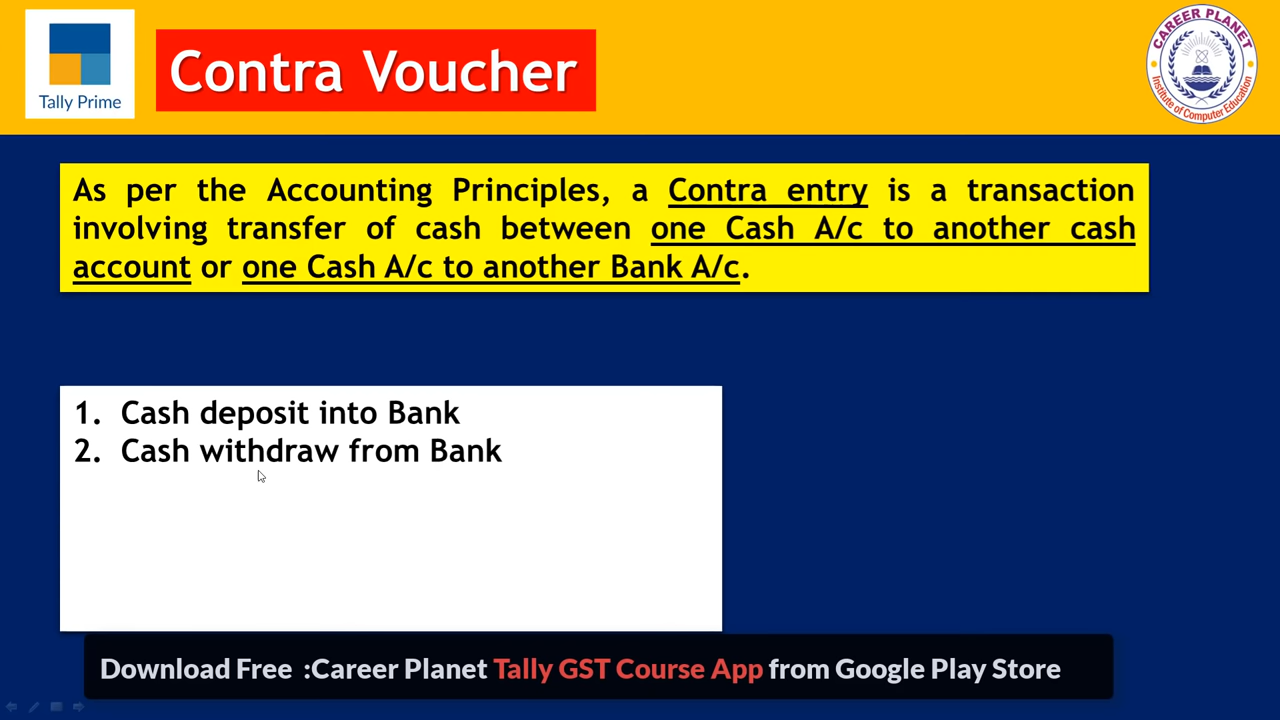 Tally Prime
Contra Voucher
CAREER PLANET
Institute of Computer Education
As per the Accounting Principles, a Contra entry is a transaction
involving transfer of cash between one Cash A/c to another cash
account or one Cash A/c to another Bank A/c.
1. Cash deposit into Bank
2. Cash withdraw from Bank
Download Free :Career Planet Tally GST Course App from Google Play Store